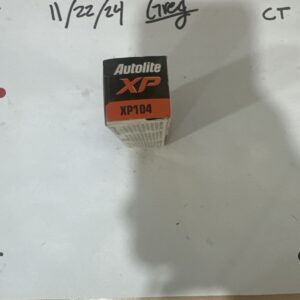 11/22/24 Greg CT
Autolite
XP
XP104